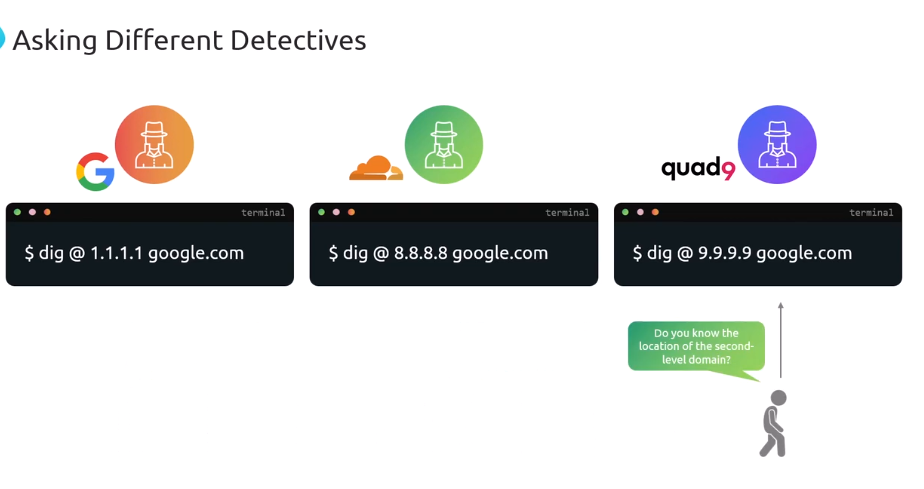 Asking Different Detectives
G
quad9
terminal
$ dig @ 1.1.1.1 google.com
terminal
$ dig @ 8.8.8.8 google.com
terminal
$ dig @ 9.9.9.9 google.com
Do you know the
location of the second-
level domain?